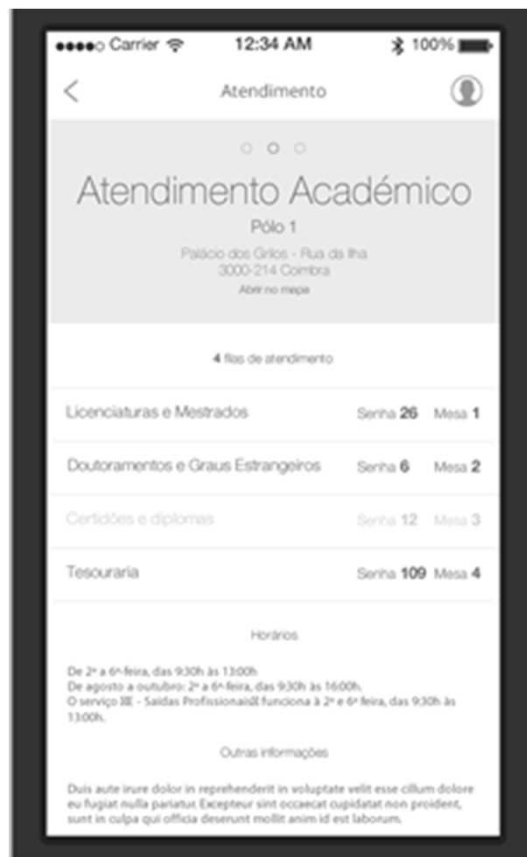 Carrier 12:34 AM 100%
Atendimento
Atendimento Académico
Pólo 1
Palácio dos Grilos - Rua da Ilha
3000-214 Coimbra
Abrir no mapa
4 filas de atendimento
Licenciaturas e Mestrados Senha 26 Mesa 1
Doutoramentos e Graus Estrangeiros Senha 6 Mesa 2
Certidões e diplomas Senha 12 Mesa 3
Tesouraria Senha 109 Mesa 4
Horários
De 2ª a 6ª-feira, das 9:30h às 13:00h
De agosto a outubro: 2ª a 6ª-feira, das 9:30h às 16:00h.
O serviço - Saídas Profissionais funciona à 2ª e 6ª feira, das 9:30h às
13:00h.
Outras informações
Duis aute irure dolor in reprehenderit in voluptate velit esse cillum dolore
eu fugiat nulla pariatur. Excepteur sint occaecat cupidatat non proident,
sunt in culpa qui officia deserunt mollit anim id est laborum.